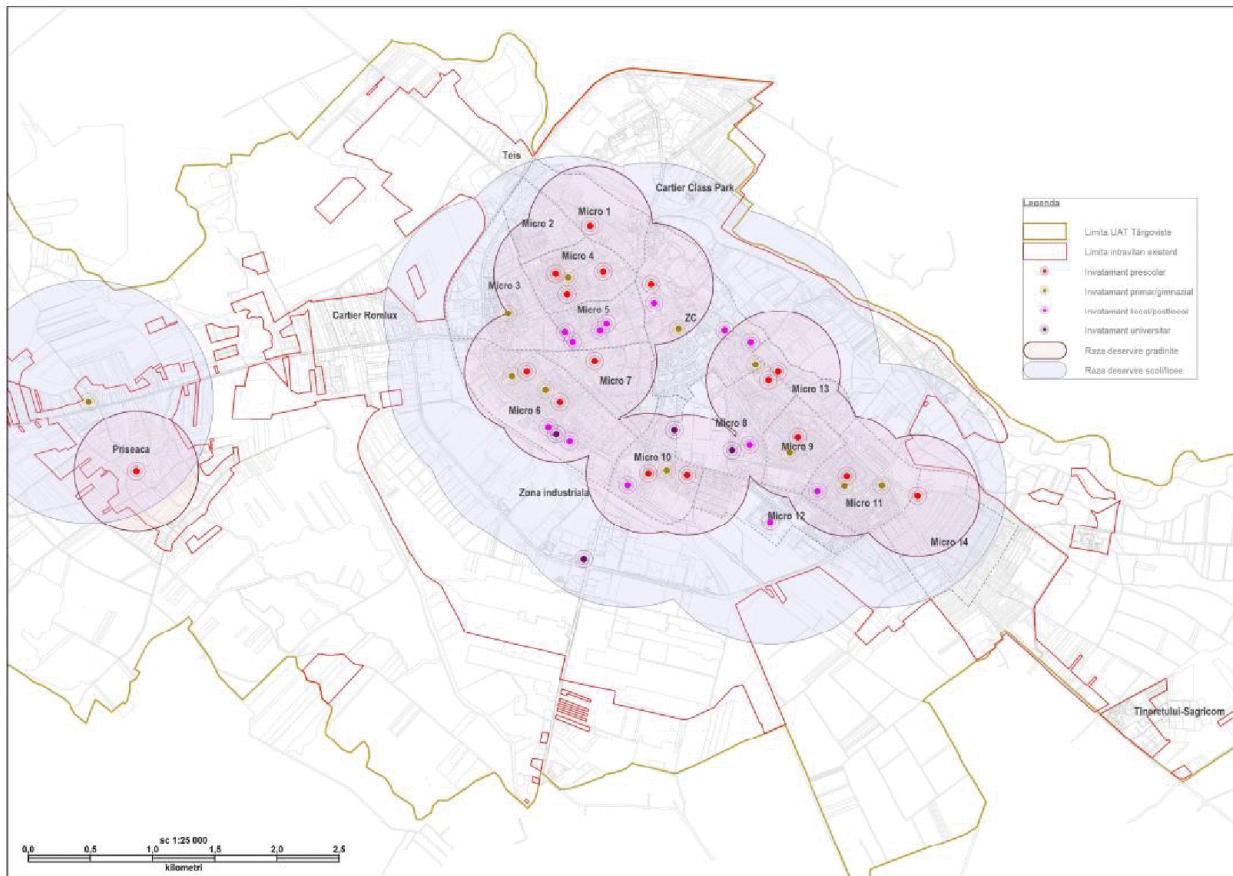 Teis
Cartier Class Park
Micro 1
Micro 2
Micro 4
Micro 3
Micro 5
ZC
Cartier Romlux
Micro 7
Micro 13
Micro 6
Micro 8
Micro 9
Priseaca
Micro 10
Zona industriala
Micro 11
Micro 12
Micro 14
Tineretului-Sagricom
Legenda
Limita UAT Târgoviste
Limita intravilan existent
Invatamant prescolar
Invatamant primar/gimnazial
Invatamant liceal/postliceal
Invatamant universitar
Raza deservire gradinite
Raza deservire scoli/licee
sc 1:25 000
0,0 0,5 1,0 1,5 2,0 2,5
kilometri